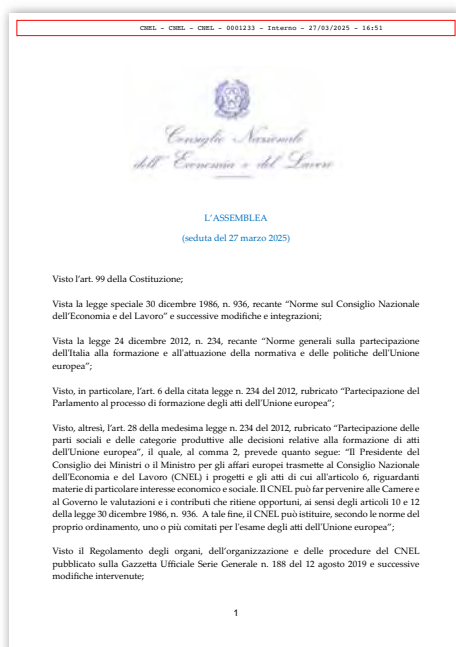 CNEL - CNEL - CNEL - 0001233 - Interno - 27/03/2025 - 16:51
Consiglio Nazionale
dell'Economia e del Lavoro
L'ASSEMBLEA
(seduta del 27 marzo 2025)
Visto l'art. 99 della Costituzione;
Vista la legge speciale 30 dicembre 1986, n. 936, recante “Norme sul Consiglio Nazionale
dell'Economia e del Lavoro” e successive modifiche e integrazioni;
Vista la legge 24 dicembre 2012, n. 234, recante “Norme generali sulla partecipazione
dell'Italia alla formazione e all'attuazione della normativa e delle politiche dell'Unione
europea”;
Visto, in particolare, l'art. 6 della citata legge n. 234 del 2012, rubricato “Partecipazione del
Parlamento al processo di formazione degli atti dell'Unione europea”;
Visto, altresì, l'art. 28 della medesima legge n. 234 del 2012, rubricato “Partecipazione delle
parti sociali e delle categorie produttive alle decisioni relative alla formazione di atti
dell'Unione europea”, il quale, al comma 2, prevede quanto segue: “Il Presidente del
Consiglio dei Ministri o il Ministro per gli affari europei trasmette al Consiglio Nazionale
dell'Economia e del Lavoro (CNEL) i progetti e gli atti di cui all'articolo 6, riguardanti
materie di particolare interesse economico e sociale. Il CNEL può far pervenire alle Camere e
al Governo le valutazioni e i contributi che ritiene opportuni, ai sensi degli articoli 10 e 12
della legge 30 dicembre 1986, n. 936. A tale fine, il CNEL può istituire, secondo le norme del
proprio ordinamento, uno o più comitati per l'esame degli atti dell'Unione europea”;
Visto il Regolamento degli organi, dell'organizzazione e delle procedure del CNEL
pubblicato sulla Gazzetta Ufficiale Serie Generale n. 188 del 12 agosto 2019 e successive
modifiche intervenute;
1